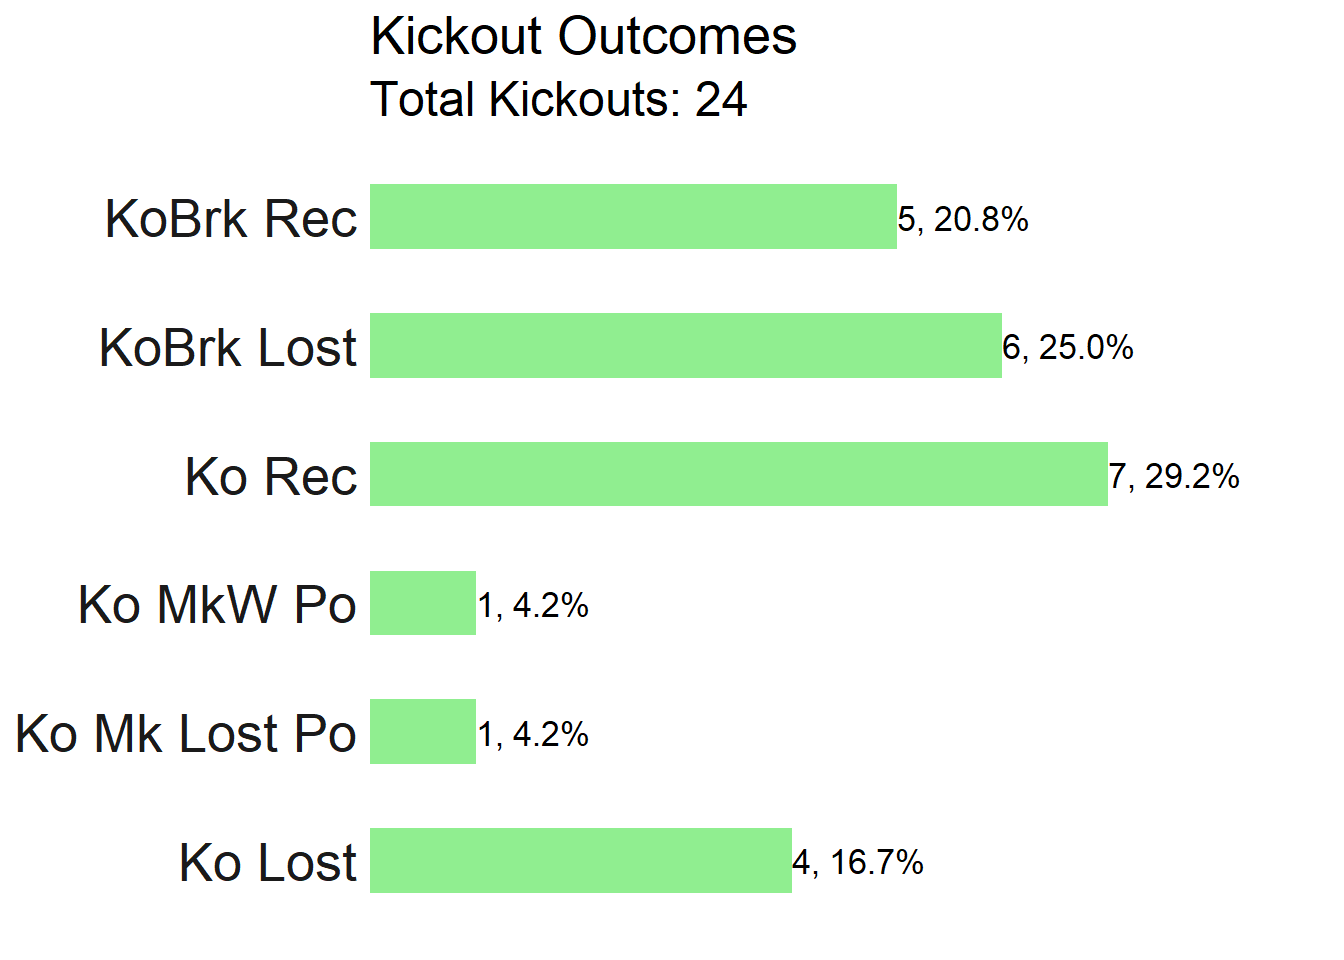 Kickout Outcomes
Total Kickouts: 24
KoBrk Rec 5, 20.8%
KoBrk Lost 6, 25.0%
Ko Rec 7, 29.2%
Ko MkW Po 1, 4.2%
Ko Mk Lost Po 1, 4.2%
Ko Lost 4, 16.7%